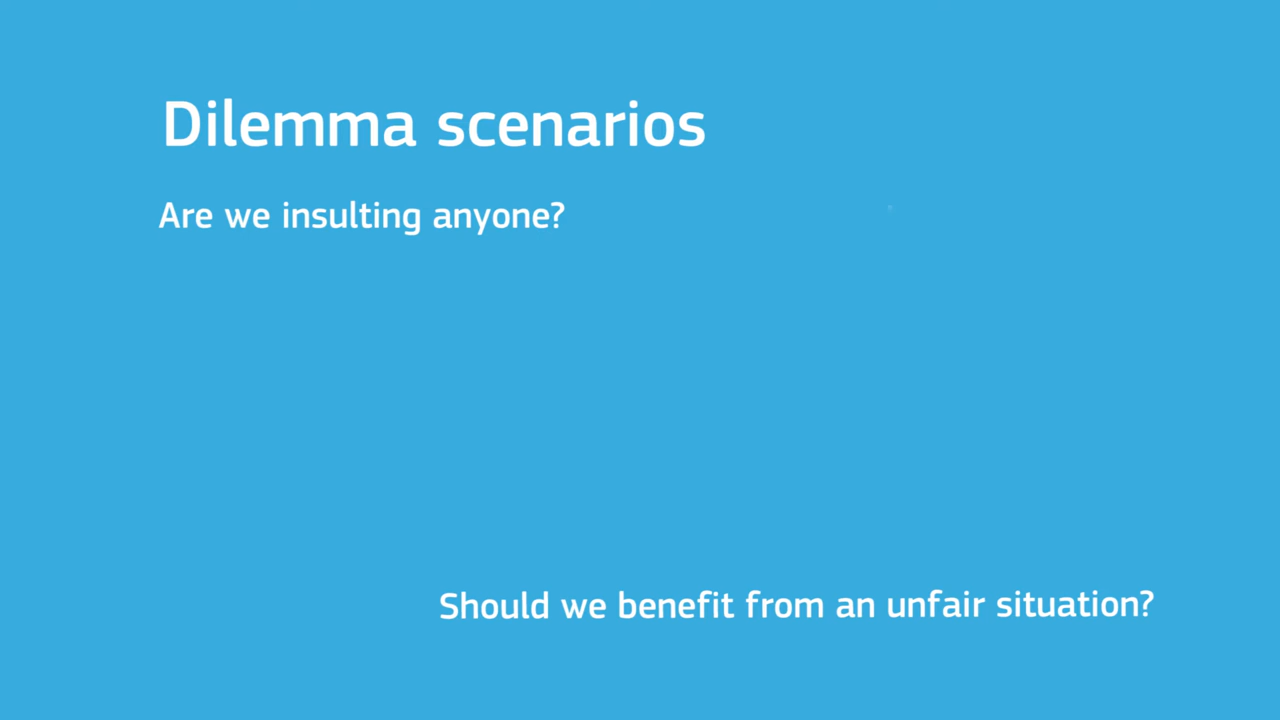 Dilemma scenarios
Are we insulting anyone?
Should we benefit from an unfair situation?